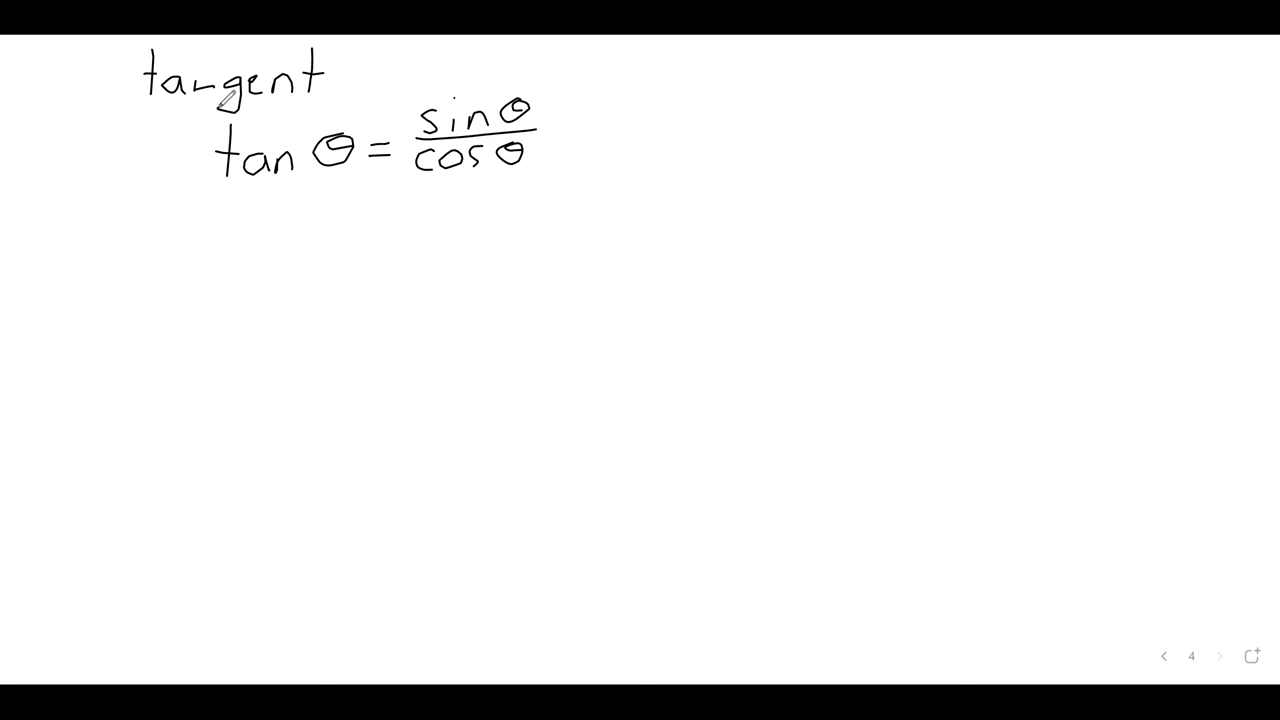 tangent
tan θ = sin θ / cos θ
4